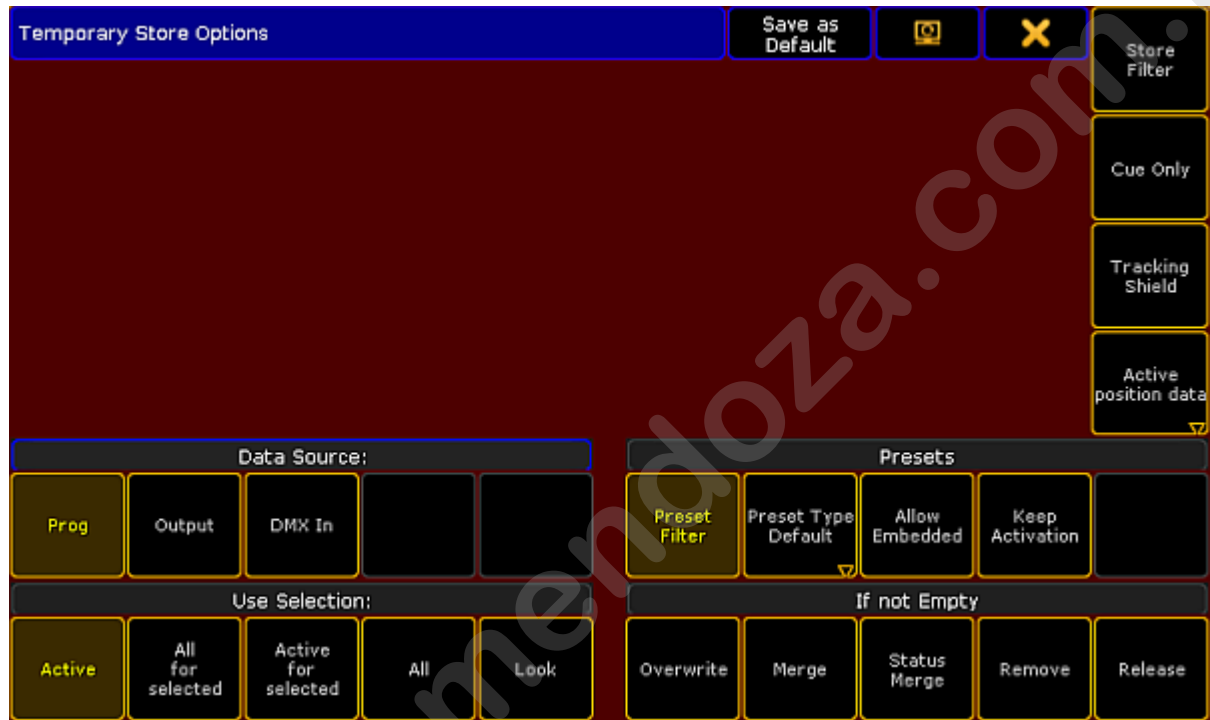 Temporary Store Options
Save as
Default
Store
Filter
Cue Only
Tracking
Shield
Active
position data
Data Source:
Prog
Output
DMX In
Presets
Preset
Filter
Preset Type
Default
Allow
Embedded
Keep
Activation
Use Selection:
Active
All
for
selected
Active
for
selected
All
Look
If not Empty
Overwrite
Merge
Status
Merge
Remove
Release
mendoza.com.